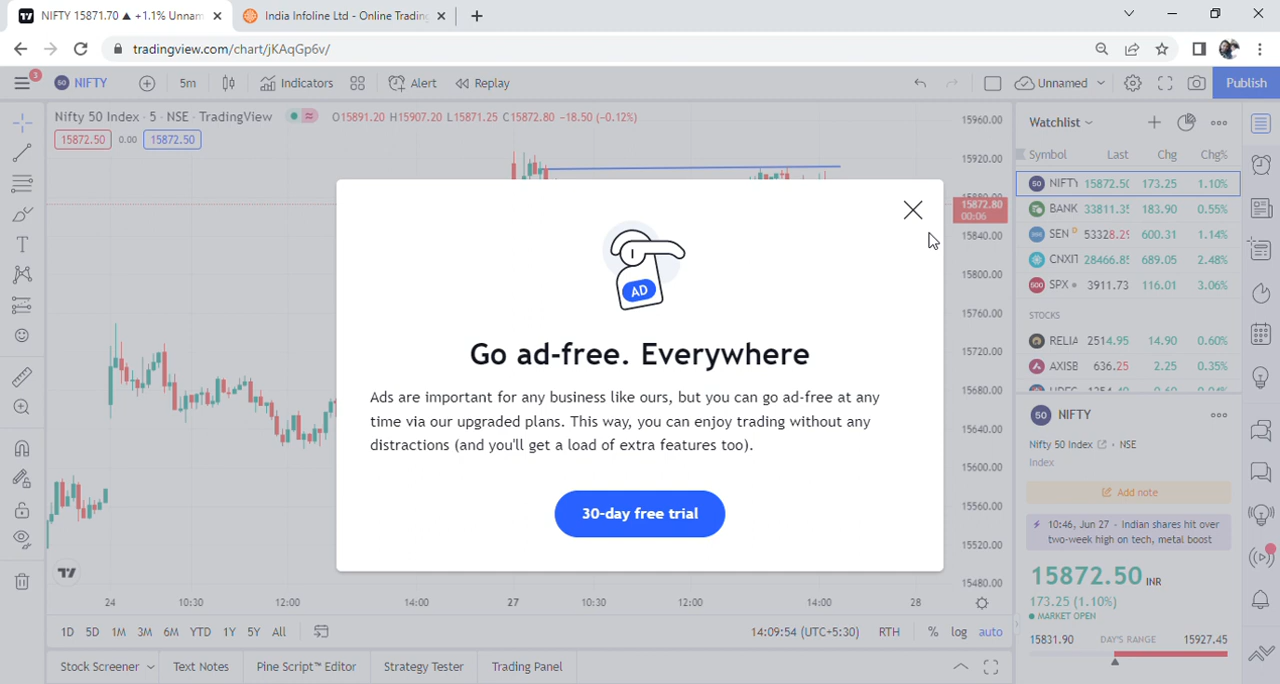 NIFTY 15871.70 ▲ +1.1% Unnam
India Infoline Ltd - Online Trading
tradingview.com/chart/jKAqGp6v/
3
50 NIFTY
5m
Indicators
Alert
Replay
Unnamed
Publish
Nifty 50 Index · 5 · NSE · TradingView
O15891.20 H15907.20 L15871.25 C15872.80 −18.50 (−0.12%)
15872.50 0.00 15872.50
15960.00
15920.00
15880.00
15872.80
00:06
15840.00
15800.00
15760.00
15720.00
15680.00
15640.00
15600.00
15560.00
15520.00
15480.00
AD
Go ad-free. Everywhere
Ads are important for any business like ours, but you can go ad-free at any
time via our upgraded plans. This way, you can enjoy trading without any
distractions (and you'll get a load of extra features too).
30-day free trial
24 10:30 12:00 14:00 27 10:30 12:00 14:00 28
1D 5D 1M 3M 6M YTD 1Y 5Y All
14:09:54 (UTC+5:30) RTH % log auto
Stock Screener Text Notes Pine Script™ Editor Strategy Tester Trading Panel
Watchlist
Symbol Last Chg Chg%
50 NIFTY 15872.50 173.25 1.10%
BANK 33811.35 183.90 0.55%
SEN D 53328.29 600.31 1.14%
CNXIT 28466.85 689.05 2.48%
500 SPX 3911.73 116.01 3.06%
STOCKS
RELIA 2514.95 14.90 0.60%
AXISB 636.25 2.25 0.35%
50 NIFTY
Nifty 50 Index · NSE
Index
Add note
10:46, Jun 27 · Indian shares hit over
two-week high on tech, metal boost
15872.50 INR
173.25 (1.10%)
MARKET OPEN
15831.90 DAY'S RANGE 15927.45